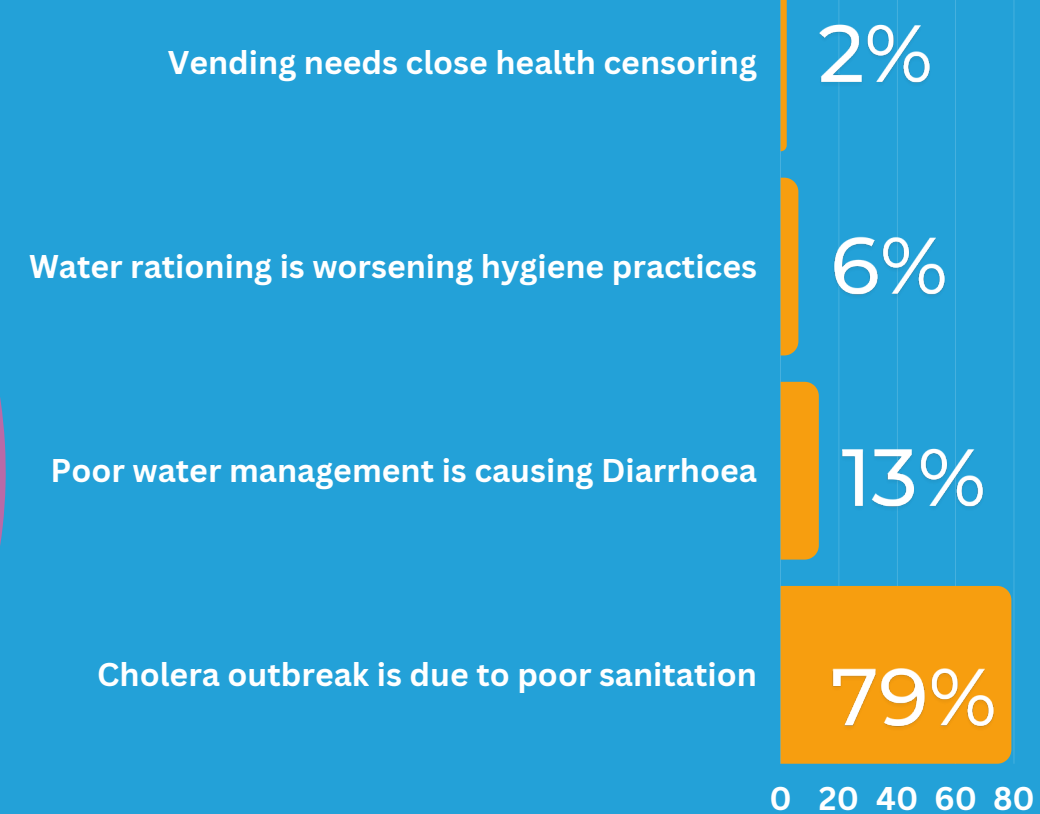 Vending needs close health censoring 2%
Water rationing is worsening hygiene practices 6%
Poor water management is causing Diarrhoea 13%
Cholera outbreak is due to poor sanitation 79%
0 20 40 60 80